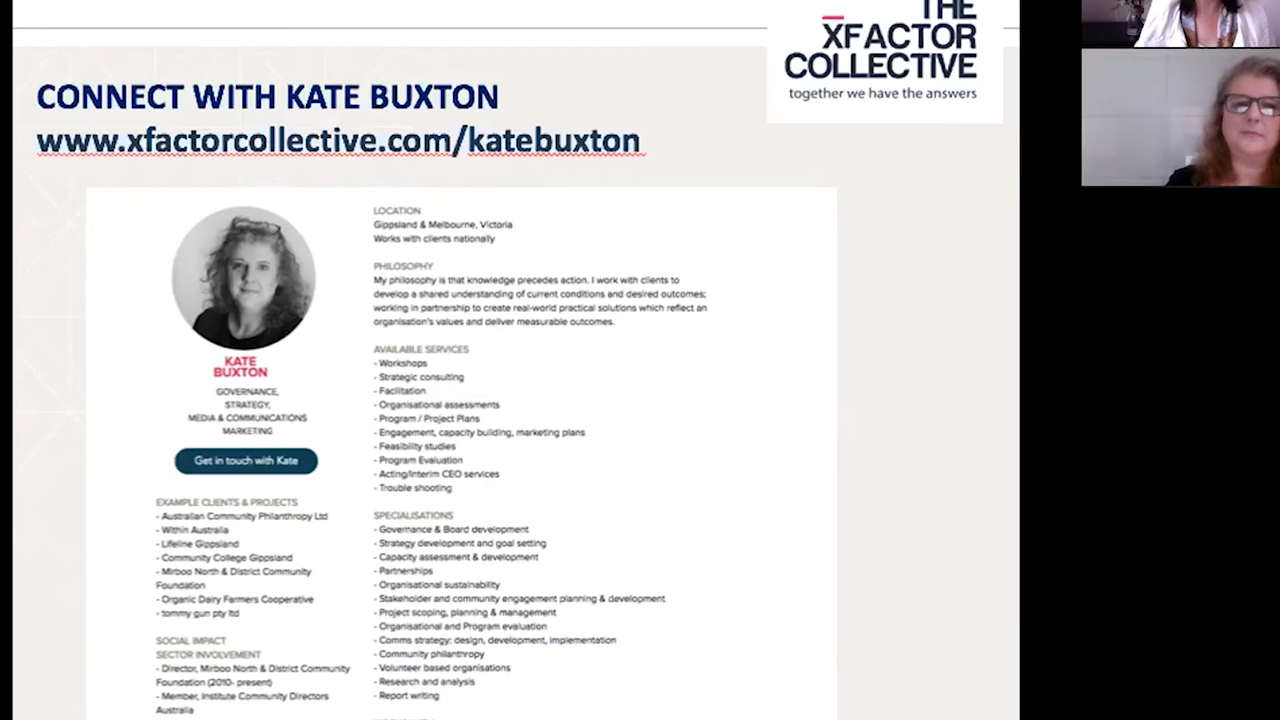 THE
XFACTOR
COLLECTIVE
together we have the answers
CONNECT WITH KATE BUXTON
www.xfactorcollective.com/katebuxton
KATE
BUXTON
GOVERNANCE,
STRATEGY,
MEDIA & COMMUNICATIONS
MARKETING
Get in touch with Kate
EXAMPLE CLIENTS & PROJECTS
- Australian Community Philanthropy Ltd
- Within Australia
- Lifeline Gippsland
- Community College Gippsland
- Mirboo North & District Community
Foundation
- Organic Dairy Farmers Cooperative
- tommy gun pty ltd
SOCIAL IMPACT
SECTOR INVOLVEMENT
- Director, Mirboo North & District Community
Foundation (2010- present)
- Member, Institute Community Directors
Australia
LOCATION
Gippsland & Melbourne, Victoria
Works with clients nationally
PHILOSOPHY
My philosophy is that knowledge precedes action. I work with clients to
develop a shared understanding of current conditions and desired outcomes;
working in partnership to create real-world practical solutions which reflect an
organisation's values and deliver measurable outcomes.
AVAILABLE SERVICES
- Workshops
- Strategic consulting
- Facilitation
- Organisational assessments
- Program / Project Plans
- Engagement, capacity building, marketing plans
- Feasibility studies
- Program Evaluation
- Acting/Interim CEO services
- Trouble shooting
SPECIALISATIONS
- Governance & Board development
- Strategy development and goal setting
- Capacity assessment & development
- Partnerships
- Organisational sustainability
- Stakeholder and community engagement planning & development
- Project scoping, planning & management
- Organisational and Program evaluation
- Comms strategy: design, development, implementation
- Community philanthropy
- Volunteer based organisations
- Research and analysis
- Report writing